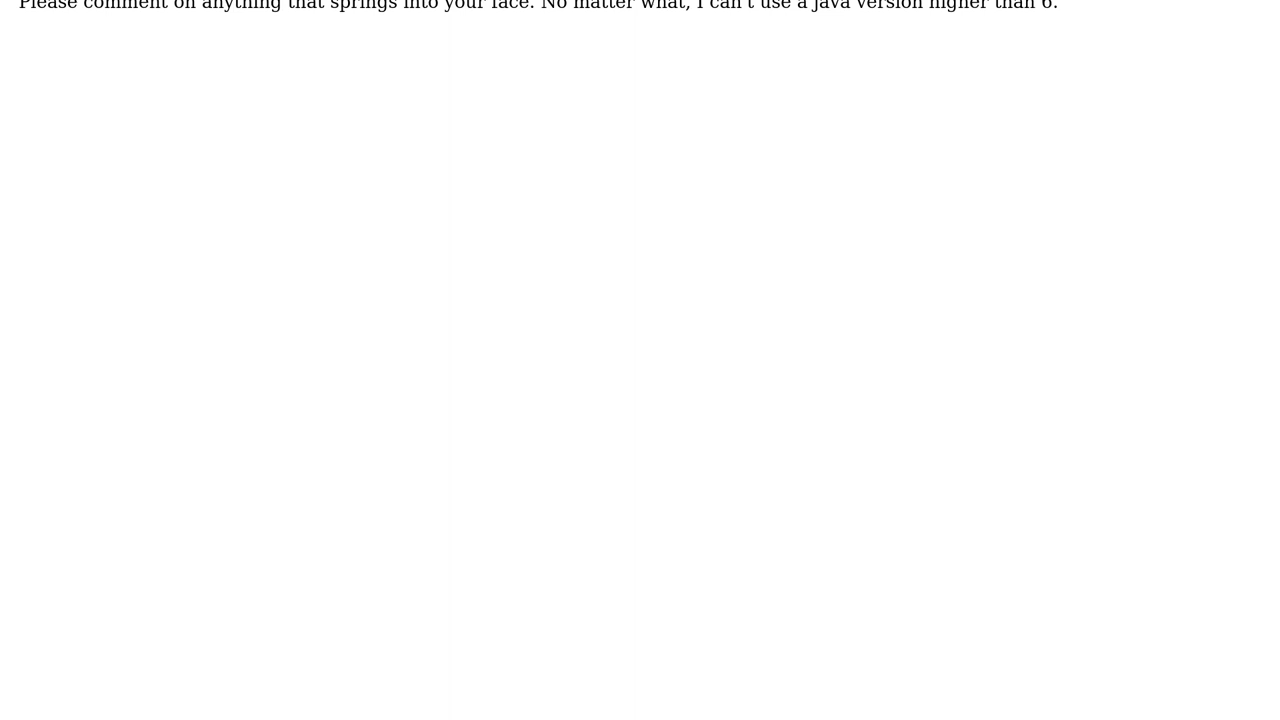 Please comment on anything that springs into your face. No matter what, I can't use a Java version higher than 6.